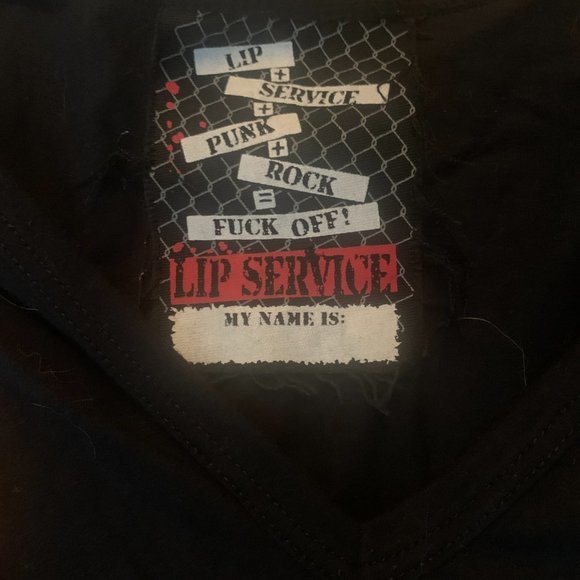 LIP
+
SERVICE
+
PUNK
+
ROCK
=
FUCK OFF!
LIP SERVICE
MY NAME IS: